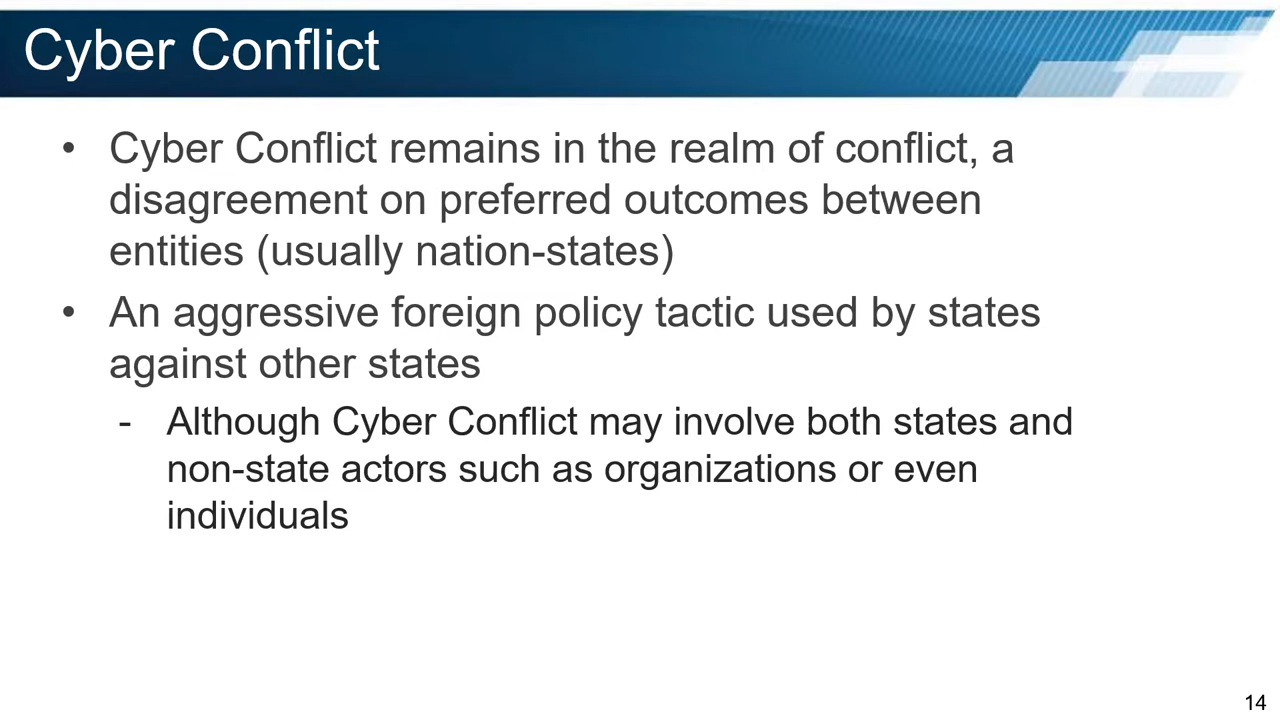 Cyber Conflict
• Cyber Conflict remains in the realm of conflict, a
disagreement on preferred outcomes between
entities (usually nation-states)
• An aggressive foreign policy tactic used by states
against other states
- Although Cyber Conflict may involve both states and
non-state actors such as organizations or even
individuals
14